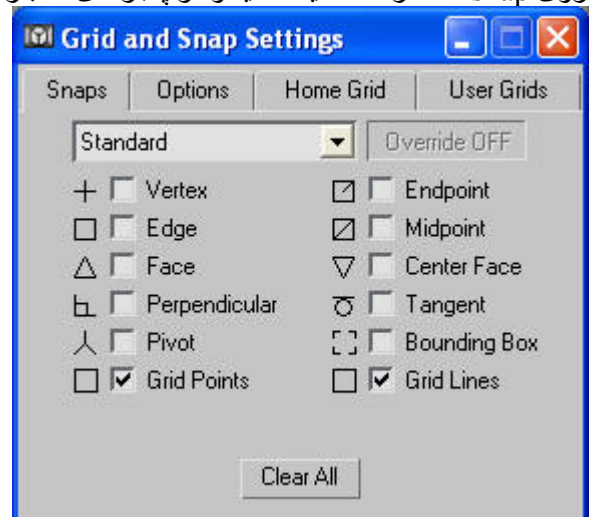 Grid and Snap Settings
Snaps Options Home Grid User Grids
Standard Override OFF
Vertex Endpoint
Edge Midpoint
Face Center Face
Perpendicular Tangent
Pivot Bounding Box
Grid Points Grid Lines
Clear All